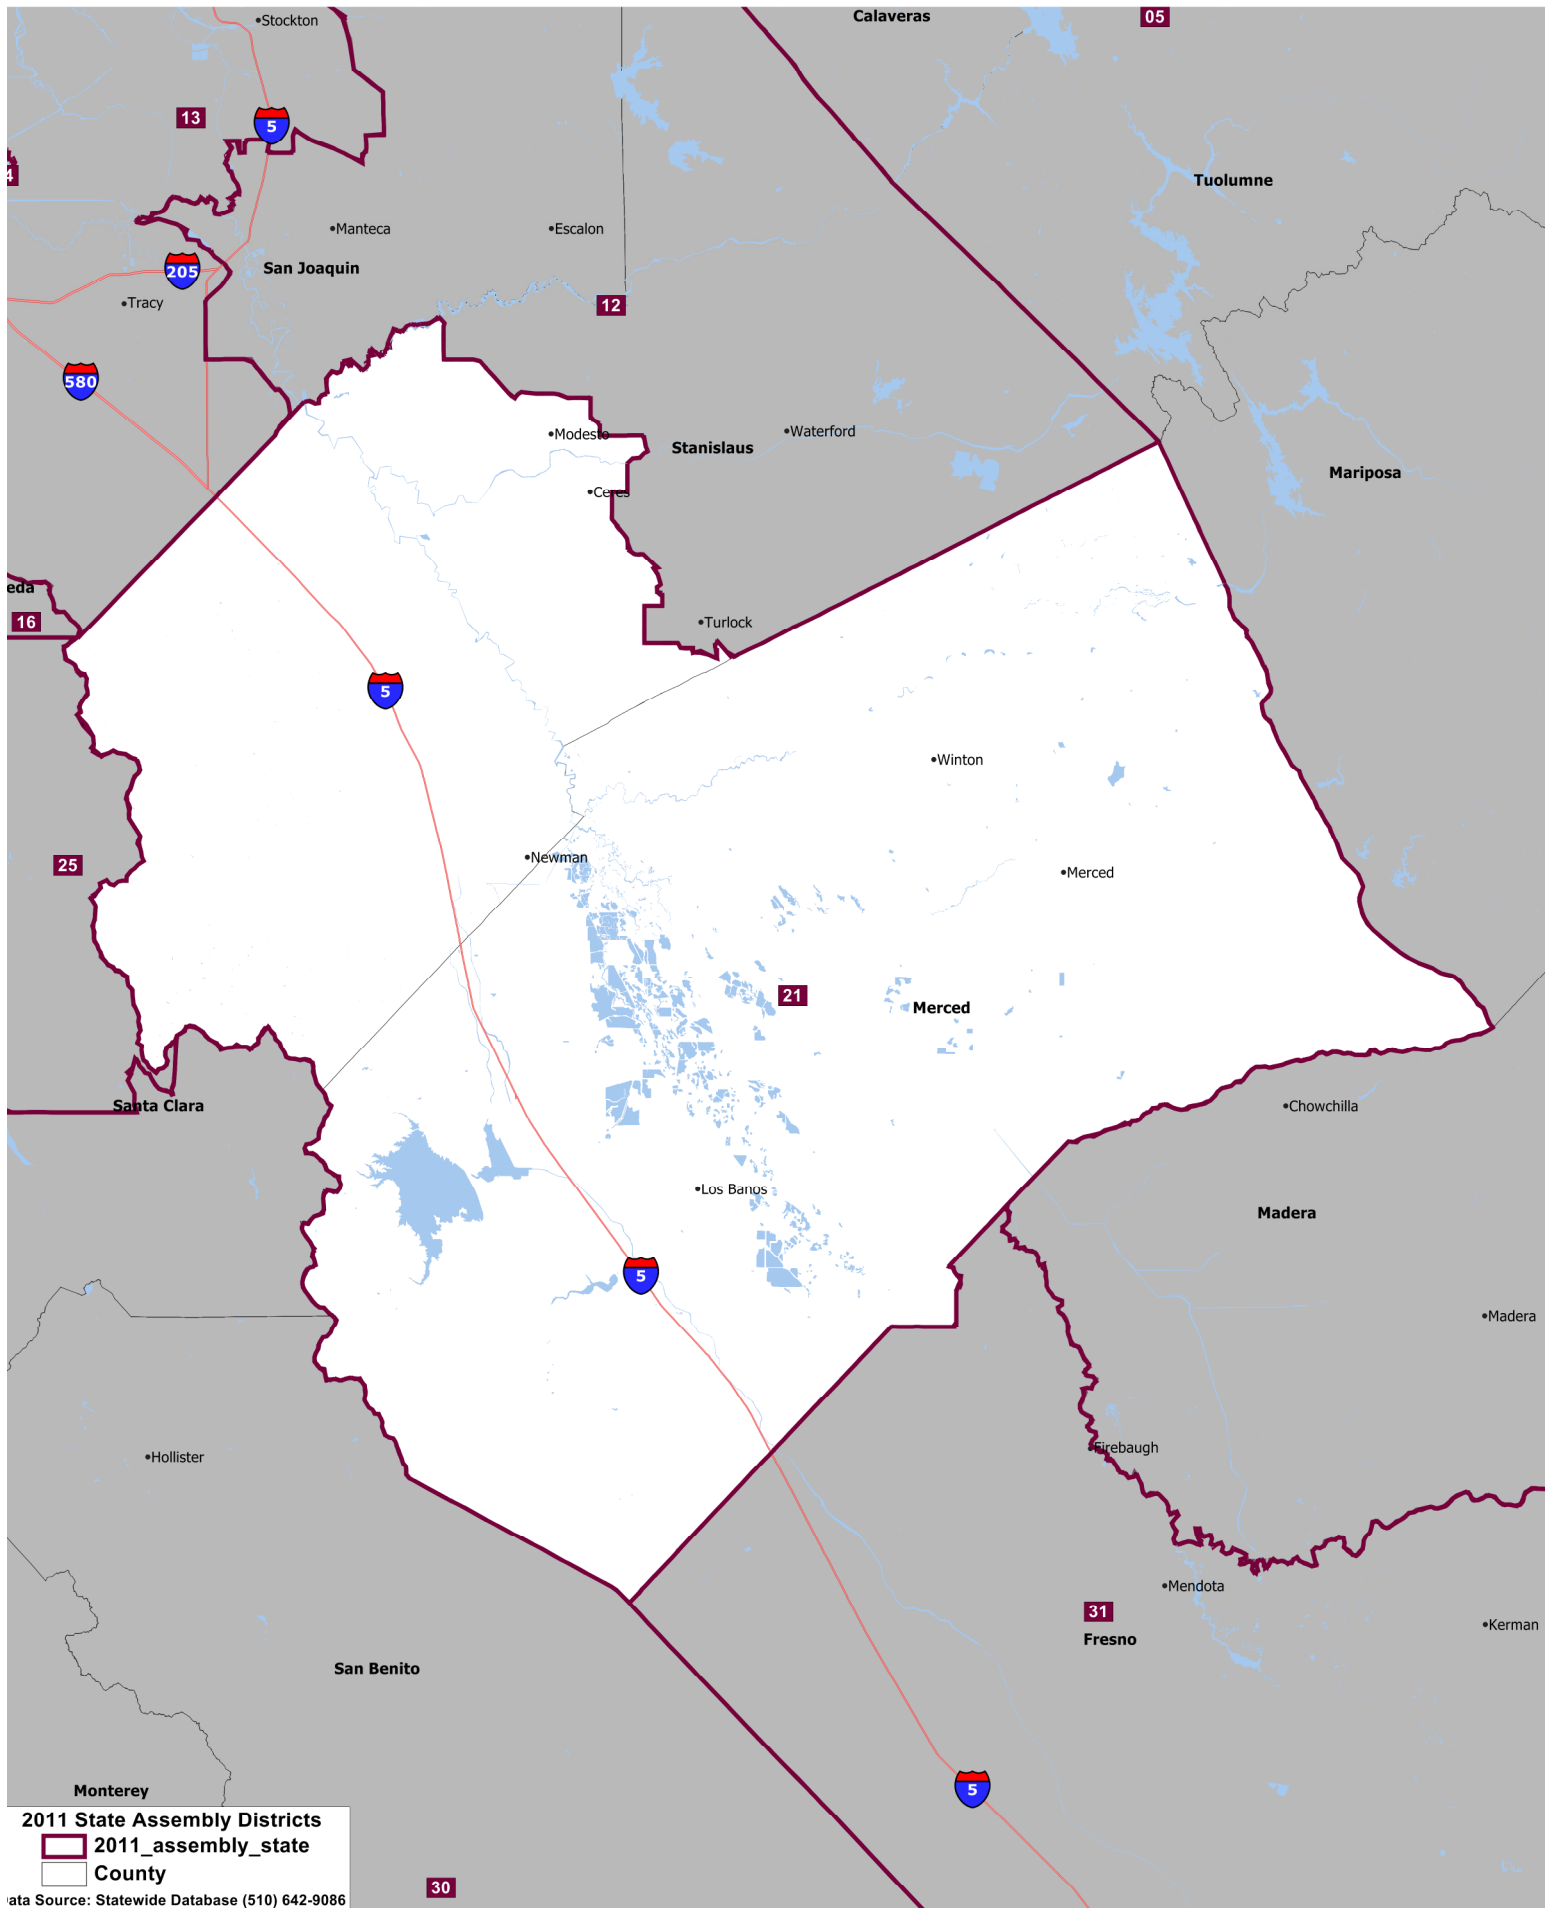 Calaveras
05
Stockton
13
5
4
Tuolumne
Manteca
Escalon
San Joaquin
205
Tracy
12
580
Modesto
Waterford
Stanislaus
Mariposa
Ceres
eda
16
Turlock
5
Winton
Newman
25
Merced
21
Merced
Santa Clara
Chowchilla
Los Banos
Madera
5
Madera
Firebaugh
Hollister
Mendota
31
Kerman
Fresno
San Benito
5
Monterey
2011 State Assembly Districts
2011_assembly_state
County
30
ata Source: Statewide Database (510) 642-9086